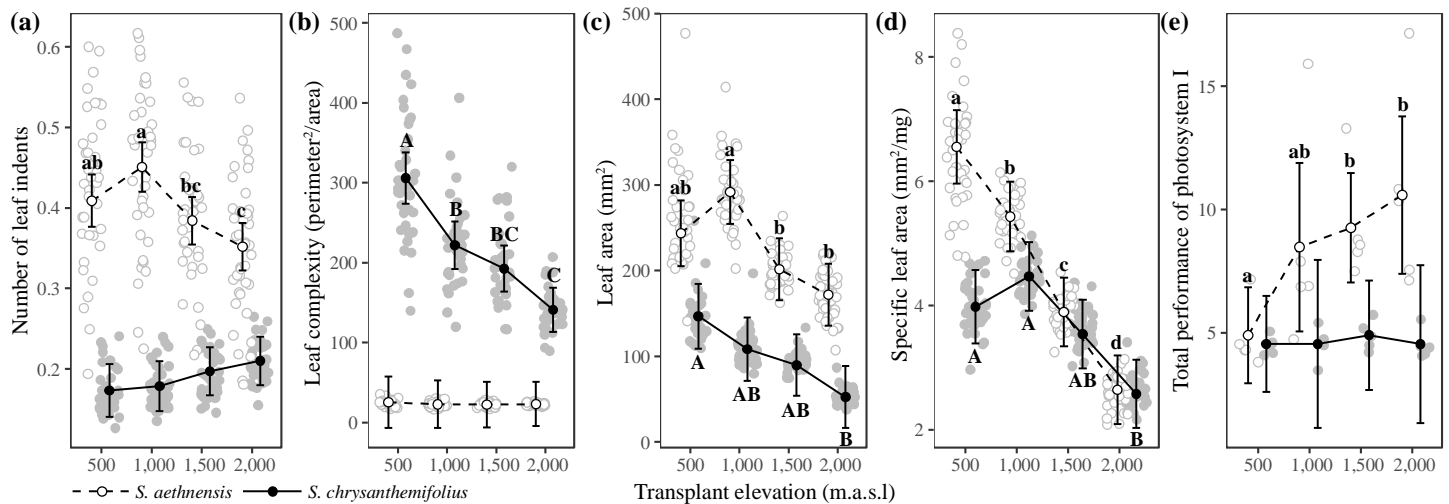 (a) (b) (c) (d) (e)
Number of leaf indents
0.6
0.5
0.4
0.3
0.2
ab
a
bc
c
500 1,000 1,500 2,000
Leaf complexity (perimeter²/area)
500
400
300
200
100
0
A
B
BC
C
500 1,000 1,500 2,000
Leaf area (mm²)
500
400
300
200
100
0
ab
a
b
b
A
AB
AB
B
500 1,000 1,500 2,000
Specific leaf area (mm²/mg)
8
6
4
2
a
b
c
d
A
A
AB
B
500 1,000 1,500 2,000
Total performance of photosystem I
15
10
5
a
ab
b
b
500 1,000 1,500 2,000
S. aethnensis
S. chrysanthemifolius
Transplant elevation (m.a.s.l)